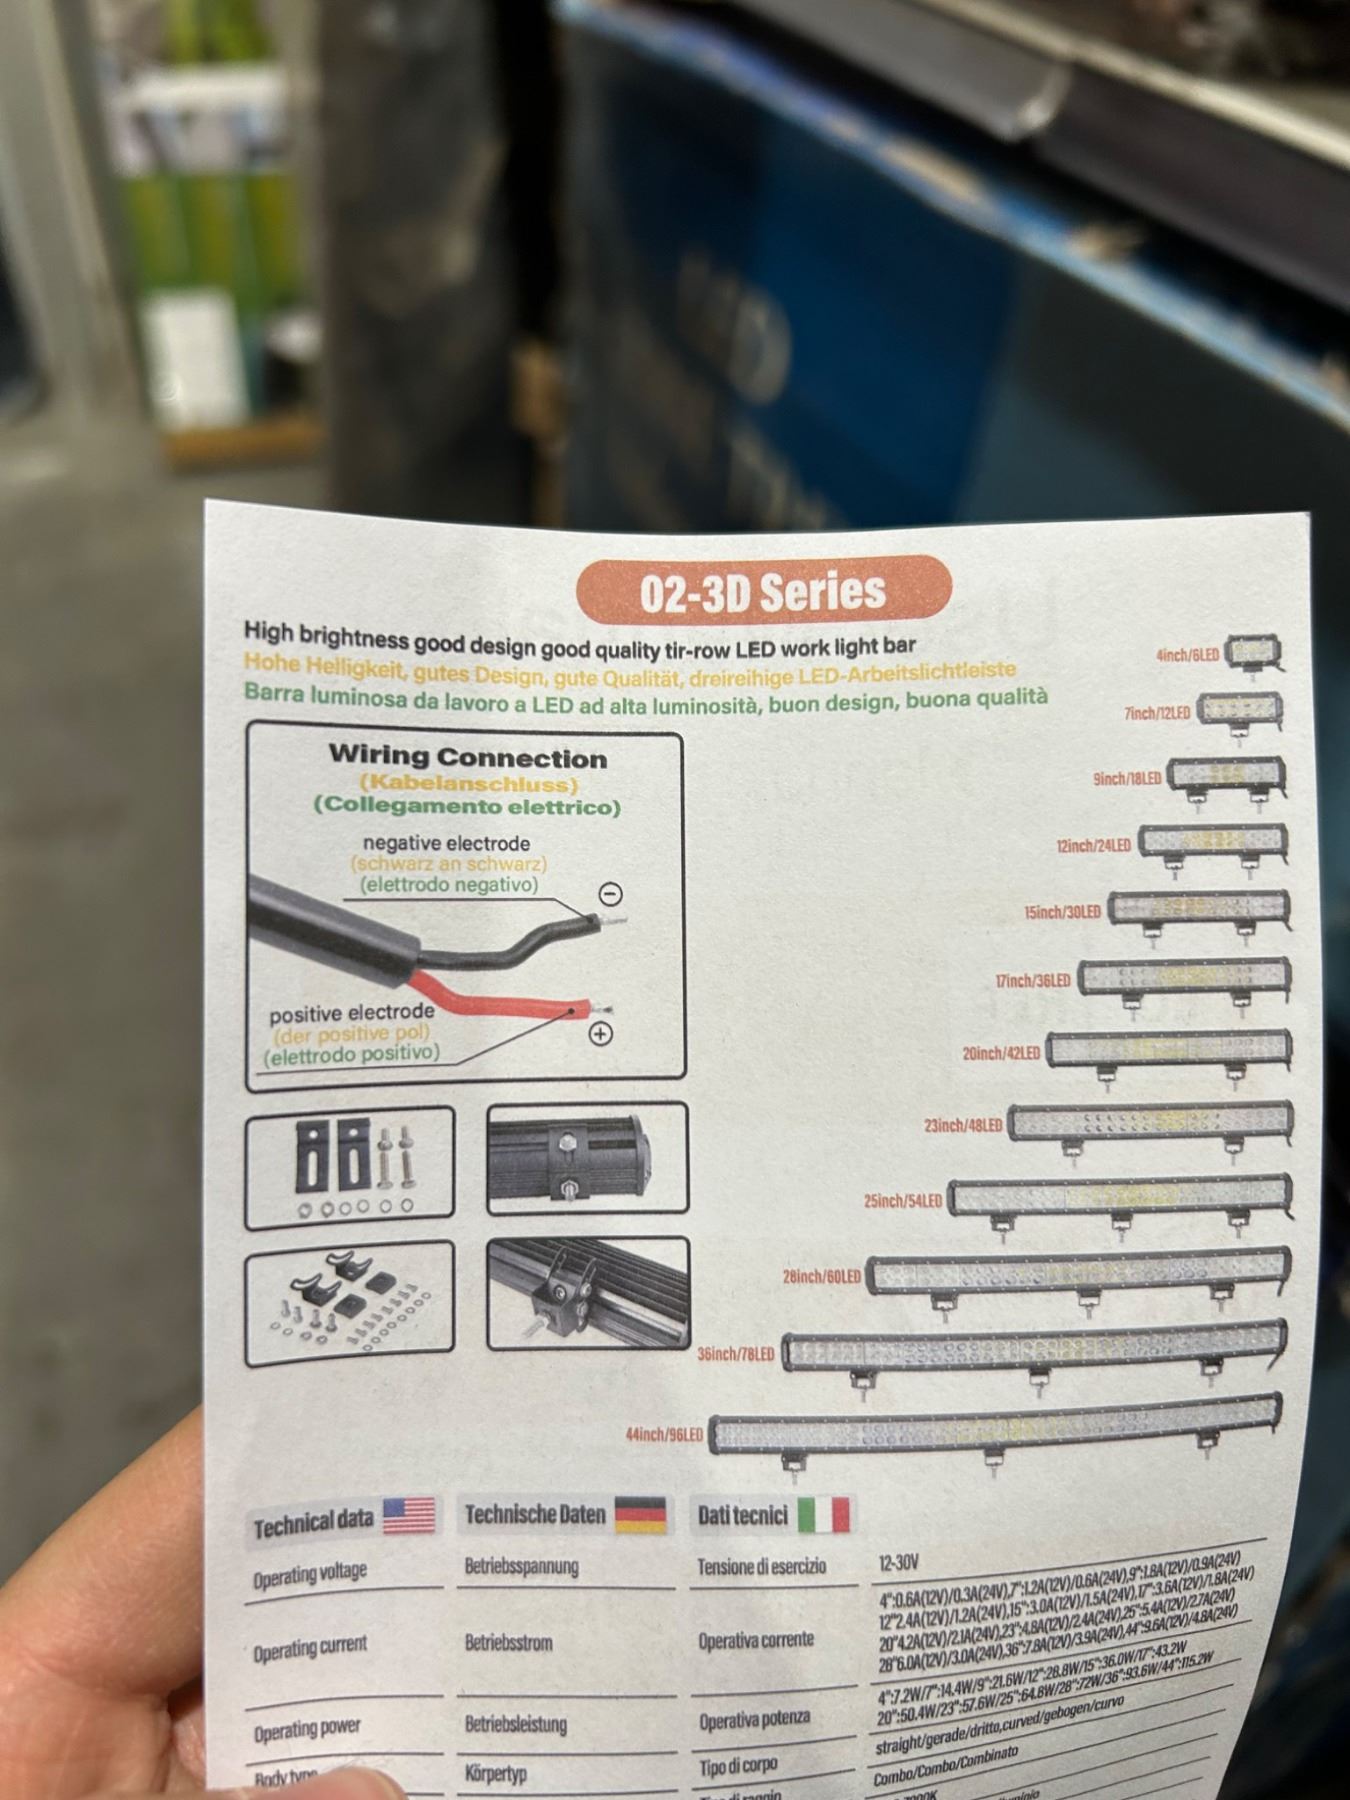 02-3D Series
High brightness good design good quality tir-row LED work light bar
Hohe Helligkeit, gutes Design, gute Qualität, dreireihige LED-Arbeitslichtleiste
Barra luminosa da lavoro a LED ad alta luminosità, buon design, buona qualità
Wiring Connection
(Kabelanschluss)
(Collegamento elettrico)
negative electrode
(schwarz an schwarz)
(elettrodo negativo)
positive electrode
(der positive pol)
(elettrodo positivo)
4inch/6LED
7inch/12LED
9inch/18LED
12inch/24LED
15inch/30LED
17inch/36LED
20inch/42LED
23inch/48LED
25inch/54LED
28inch/60LED
36inch/78LED
44inch/96LED
Technical data
Technische Daten
Dati tecnici
Operating voltage
Betriebsspannung
Tensione di esercizio
12-30V
Operating current
Betriebsstrom
Operativa corrente
4":0.6A(12V)/0.3A(24V),7":1.2A(12V)/0.6A(24V),9":1.8A(12V)/0.9A(24V)
12"2.4A(12V)/1.2A(24V),15":3.0A(12V)/1.5A(24V),17":3.6A(12V)/1.8A(24V)
20"4.2A(12V)/2.1A(24V),23":4.8A(12V)/2.4A(24V),25":5.4A(12V)/2.7A(24V)
28"6.0A(12V)/3.0A(24V),36":7.8A(12V)/3.9A(24V),44":9.6A(12V)/4.8A(24V)
Operating power
Betriebsleistung
Operativa potenza
4":7.2W/7":14.4W/9":21.6W/12":28.8W/15":36.0W/17":43.2W
20":50.4W/23":57.6W/25":64.8W/28":72W/36":93.6W/44":115.2W
Body type
Körpertyp
Tipo di corpo
straight/gerade/dritto,curved/gebogen/curvo
Combo/Combo/Combinato